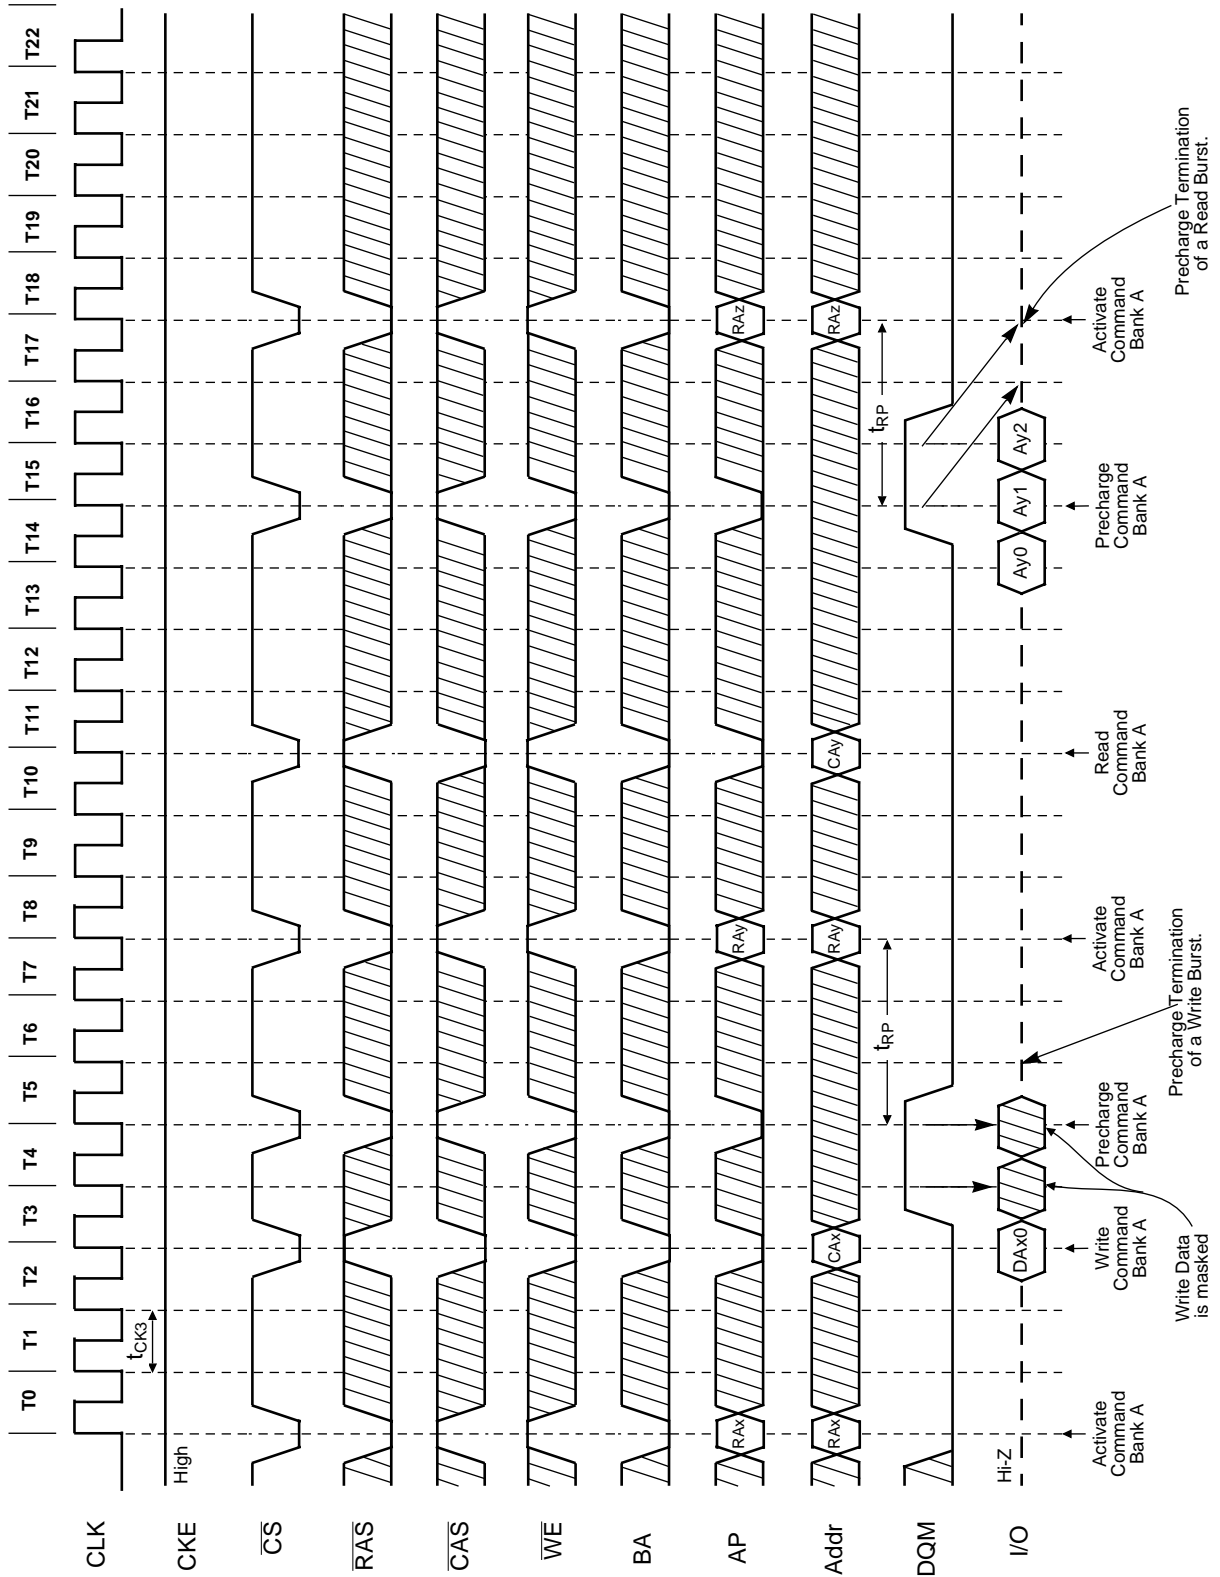 T0 T1 T2 T3 T4 T5 T6 T7 T8 T9 T10 T11 T12 T13 T14 T15 T16 T17 T18 T19 T20 T21 T22
CLK
tCK3
CKE
High
CS
RAS
CAS
WE
BA
AP
RAx RAy RAz
Addr
RAx CAx RAy CAy RAz
tRP tRP
DQM
I/O
Hi-Z
DAx0 Ay0 Ay1 Ay2
Activate
Command
Bank A
Write
Command
Bank A
Precharge
Command
Bank A
Activate
Command
Bank A
Read
Command
Bank A
Precharge
Command
Bank A
Activate
Command
Bank A
Write Data
is masked
Precharge Termination
of a Write Burst.
Precharge Termination
of a Read Burst.